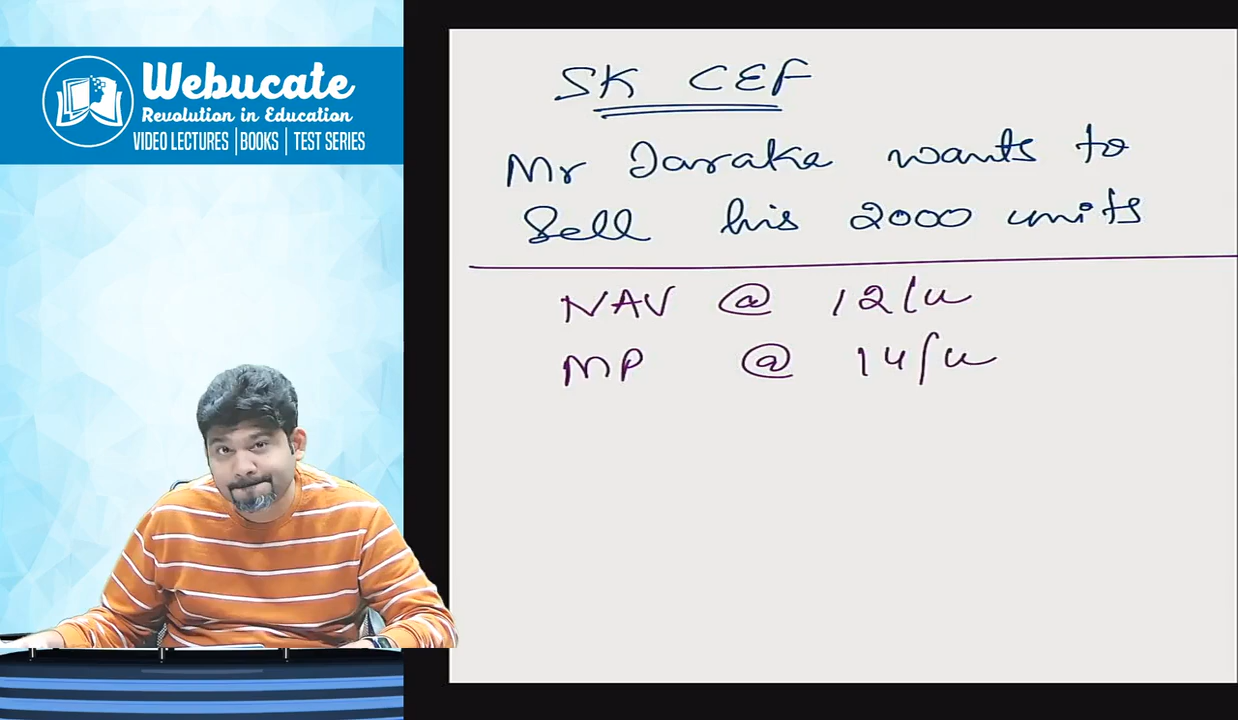 Webucate
Revolution in Education
VIDEO LECTURES | BOOKS | TEST SERIES
SK CEF
Mr Jarake wants to
Sell his 2000 units
NAV @ 12/u
MP @ 14/u